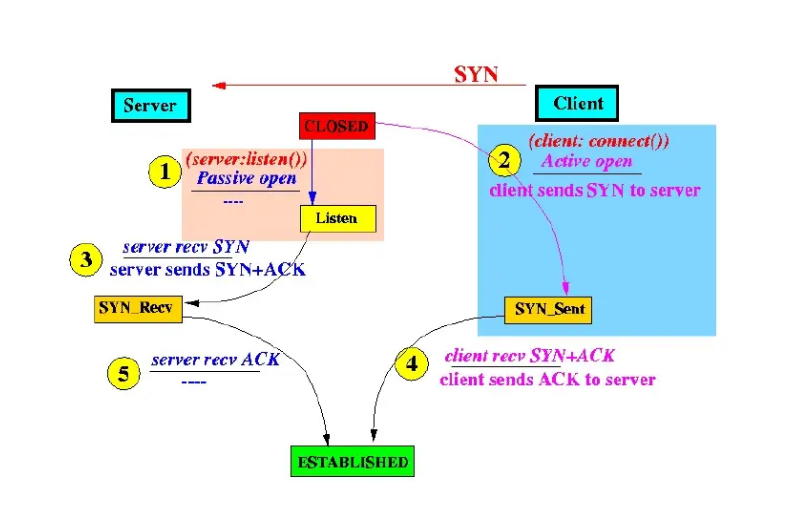 SYN
Server
Client
CLOSED
1
(server:listen())
Passive open
----
Listen
2
(client: connect())
Active open
client sends SYN to server
3
server recv SYN
server sends SYN+ACK
SYN_Recv
SYN_Sent
4
client recv SYN+ACK
client sends ACK to server
5
server recv ACK
----
ESTABLISHED